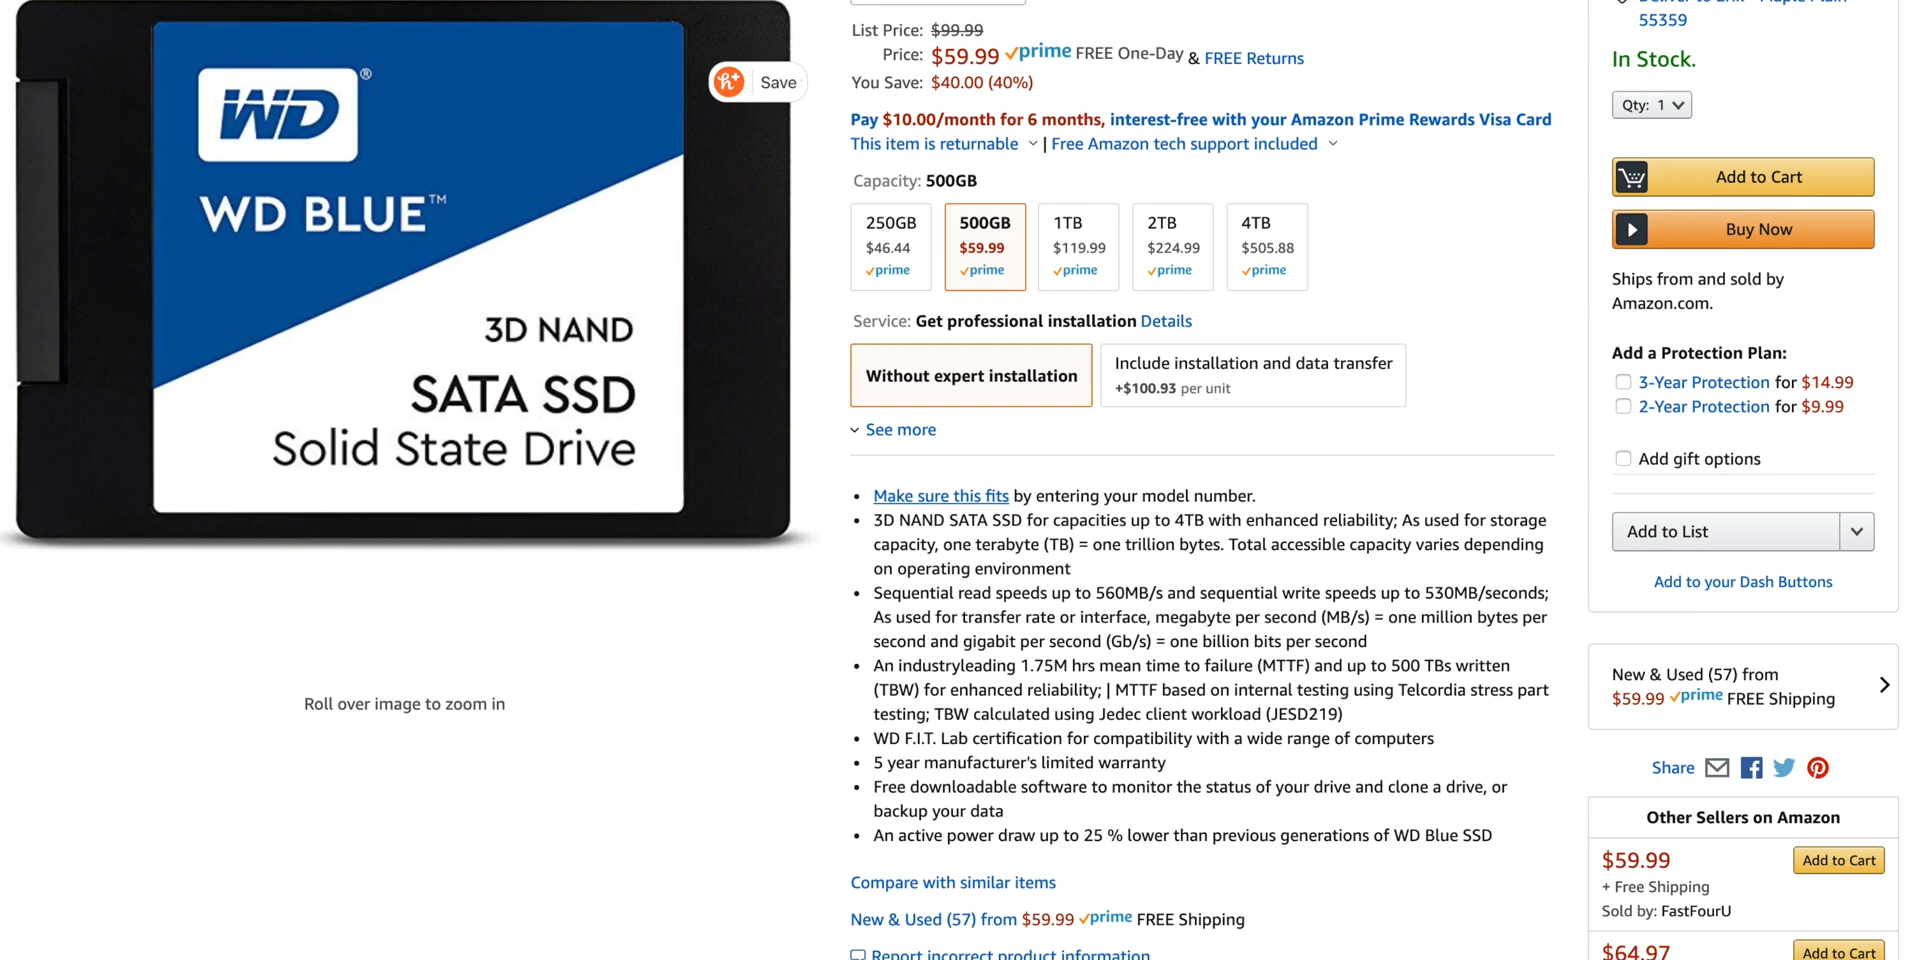 WD®
WD BLUE™
3D NAND
SATA SSD
Solid State Drive
h+ Save
Roll over image to zoom in
List Price: $99.99
Price: $59.99 prime FREE One-Day & FREE Returns
You Save: $40.00 (40%)
Pay $10.00/month for 6 months, interest-free with your Amazon Prime Rewards Visa Card
This item is returnable | Free Amazon tech support included
Capacity: 500GB
250GB 500GB 1TB 2TB 4TB
$46.44 $59.99 $119.99 $224.99 $505.88
prime prime prime prime prime
Service: Get professional installation Details
Without expert installation
Include installation and data transfer
+$100.93 per unit
See more
• Make sure this fits by entering your model number.
• 3D NAND SATA SSD for capacities up to 4TB with enhanced reliability; As used for storage
capacity, one terabyte (TB) = one trillion bytes. Total accessible capacity varies depending
on operating environment
• Sequential read speeds up to 560MB/s and sequential write speeds up to 530MB/seconds;
As used for transfer rate or interface, megabyte per second (MB/s) = one million bytes per
second and gigabit per second (Gb/s) = one billion bits per second
• An industryleading 1.75M hrs mean time to failure (MTTF) and up to 500 TBs written
(TBW) for enhanced reliability; | MTTF based on internal testing using Telcordia stress part
testing; TBW calculated using Jedec client workload (JESD219)
• WD F.I.T. Lab certification for compatibility with a wide range of computers
• 5 year manufacturer's limited warranty
• Free downloadable software to monitor the status of your drive and clone a drive, or
backup your data
• An active power draw up to 25 % lower than previous generations of WD Blue SSD
Compare with similar items
New & Used (57) from $59.99 prime FREE Shipping
Report incorrect product information
55359
In Stock.
Qty: 1
Add to Cart
Buy Now
Ships from and sold by
Amazon.com.
Add a Protection Plan:
3-Year Protection for $14.99
2-Year Protection for $9.99
Add gift options
Add to List
Add to your Dash Buttons
New & Used (57) from
$59.99 prime FREE Shipping
Share
Other Sellers on Amazon
$59.99 Add to Cart
+ Free Shipping
Sold by: FastFourU
$64.97 Add to Cart